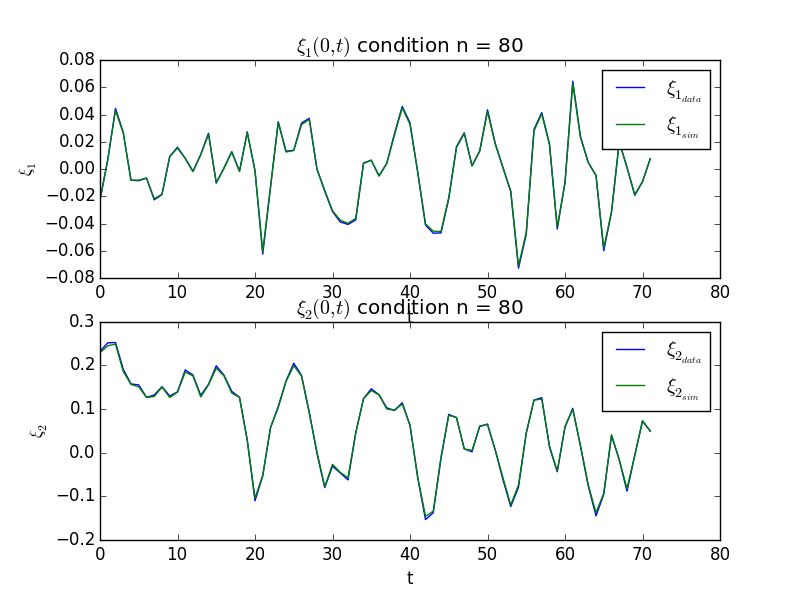 ξ₁(0,t) condition n = 80
0.08
0.06
0.04
0.02
0.00
−0.02
−0.04
−0.06
−0.08
ξ₁
ξ₁data
ξ₁sim
0 10 20 30 40 50 60 70 80
t
ξ₂(0,t) condition n = 80
0.3
0.2
0.1
0.0
−0.1
−0.2
ξ₂
ξ₂data
ξ₂sim
0 10 20 30 40 50 60 70 80
t